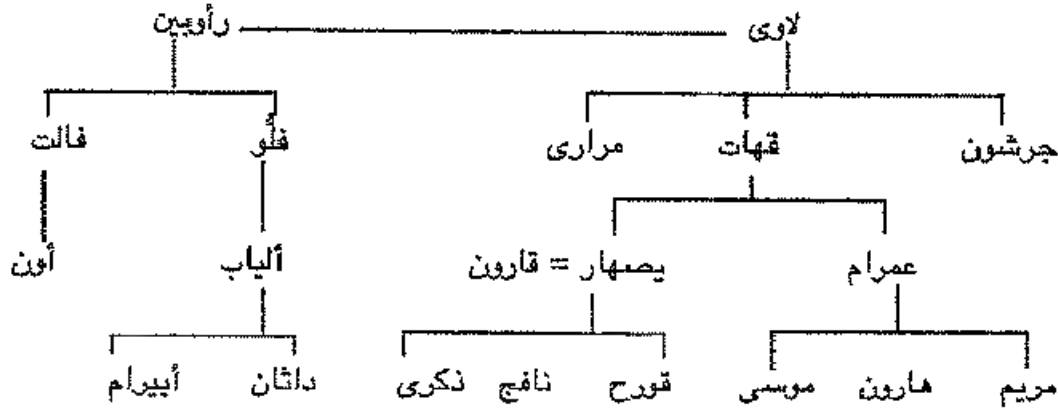 لاوى رأوبين
جرشون قهات مرارى فلُو فالت
عمرام يصهار = قارون ألياب أون
مريم هارون موسى قورح نافج ذكرى داثان أبيرام